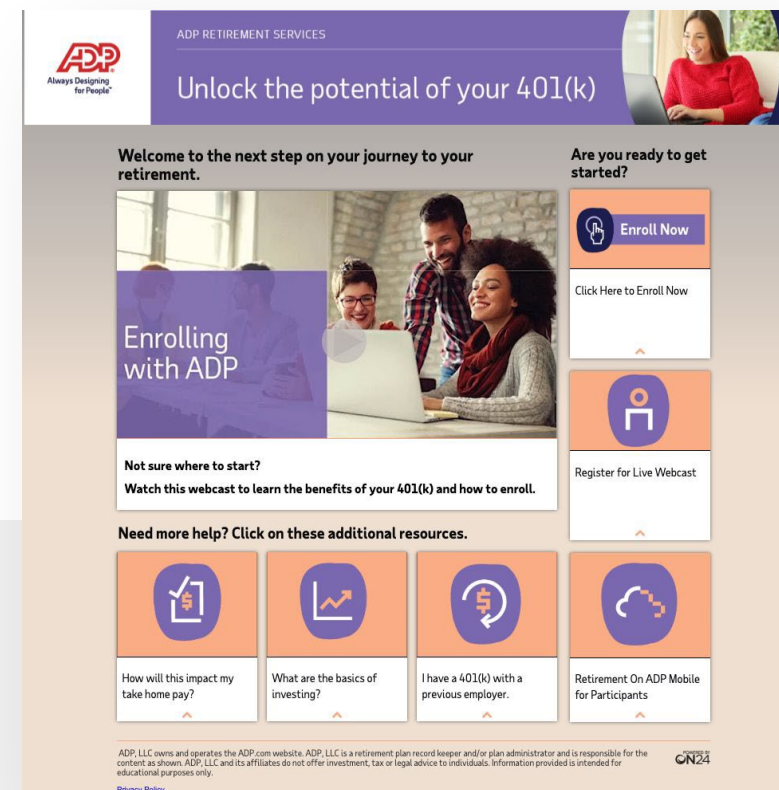 ADP
Always Designing
for People™
ADP RETIREMENT SERVICES
Unlock the potential of your 401(k)
Welcome to the next step on your journey to your
retirement.
Enrolling
with ADP
Not sure where to start?
Watch this webcast to learn the benefits of your 401(k) and how to enroll.
Are you ready to get
started?
Enroll Now
Click Here to Enroll Now
Register for Live Webcast
Need more help? Click on these additional resources.
How will this impact my
take home pay?
What are the basics of
investing?
I have a 401(k) with a
previous employer.
Retirement On ADP Mobile
for Participants
ADP, LLC owns and operates the ADP.com website. ADP, LLC is a retirement plan record keeper and/or plan administrator and is responsible for the
content as shown. ADP, LLC and its affiliates do not offer investment, tax or legal advice to individuals. Information provided is intended for
educational purposes only.
POWERED BY
ON24
Privacy Policy